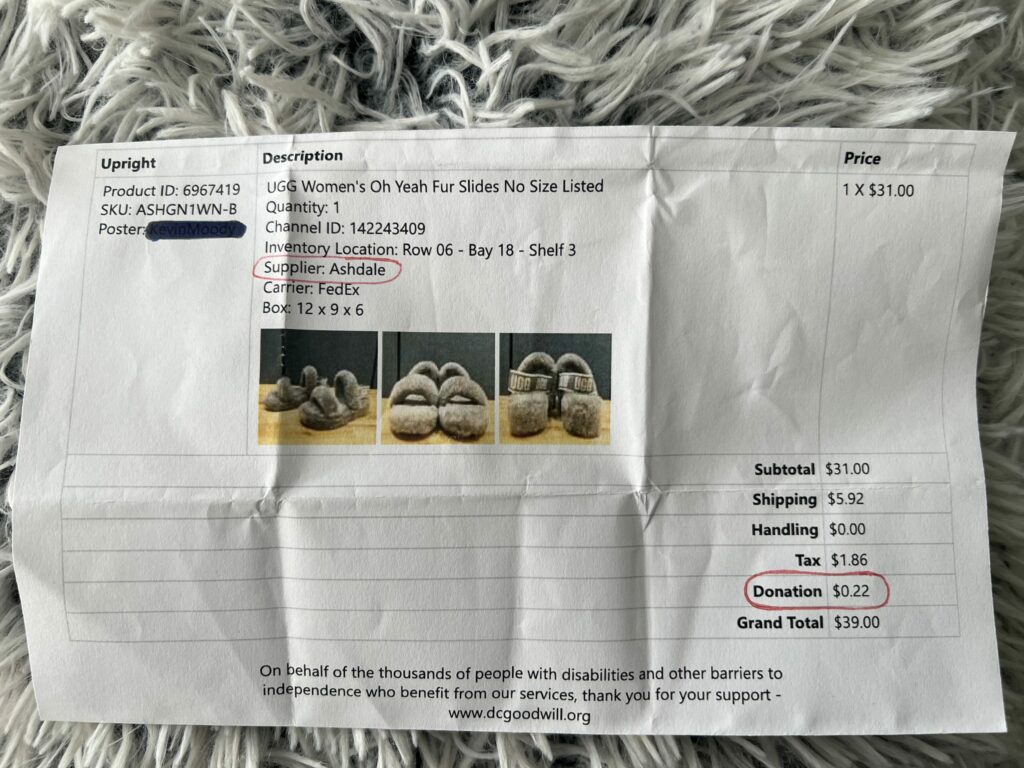 Upright
Description
Price
Product ID: 6967419
SKU: ASHGN1WN-B
Poster:
UGG Women's Oh Yeah Fur Slides No Size Listed
Quantity: 1
Channel ID: 142243409
Inventory Location: Row 06 - Bay 18 - Shelf 3
Supplier: Ashdale
Carrier: FedEx
Box: 12 x 9 x 6
1 X $31.00
UGG
UGG
Subtotal $31.00
Shipping $5.92
Handling $0.00
Tax $1.86
Donation $0.22
Grand Total $39.00
On behalf of the thousands of people with disabilities and other barriers to
independence who benefit from our services, thank you for your support -
www.dcgoodwill.org